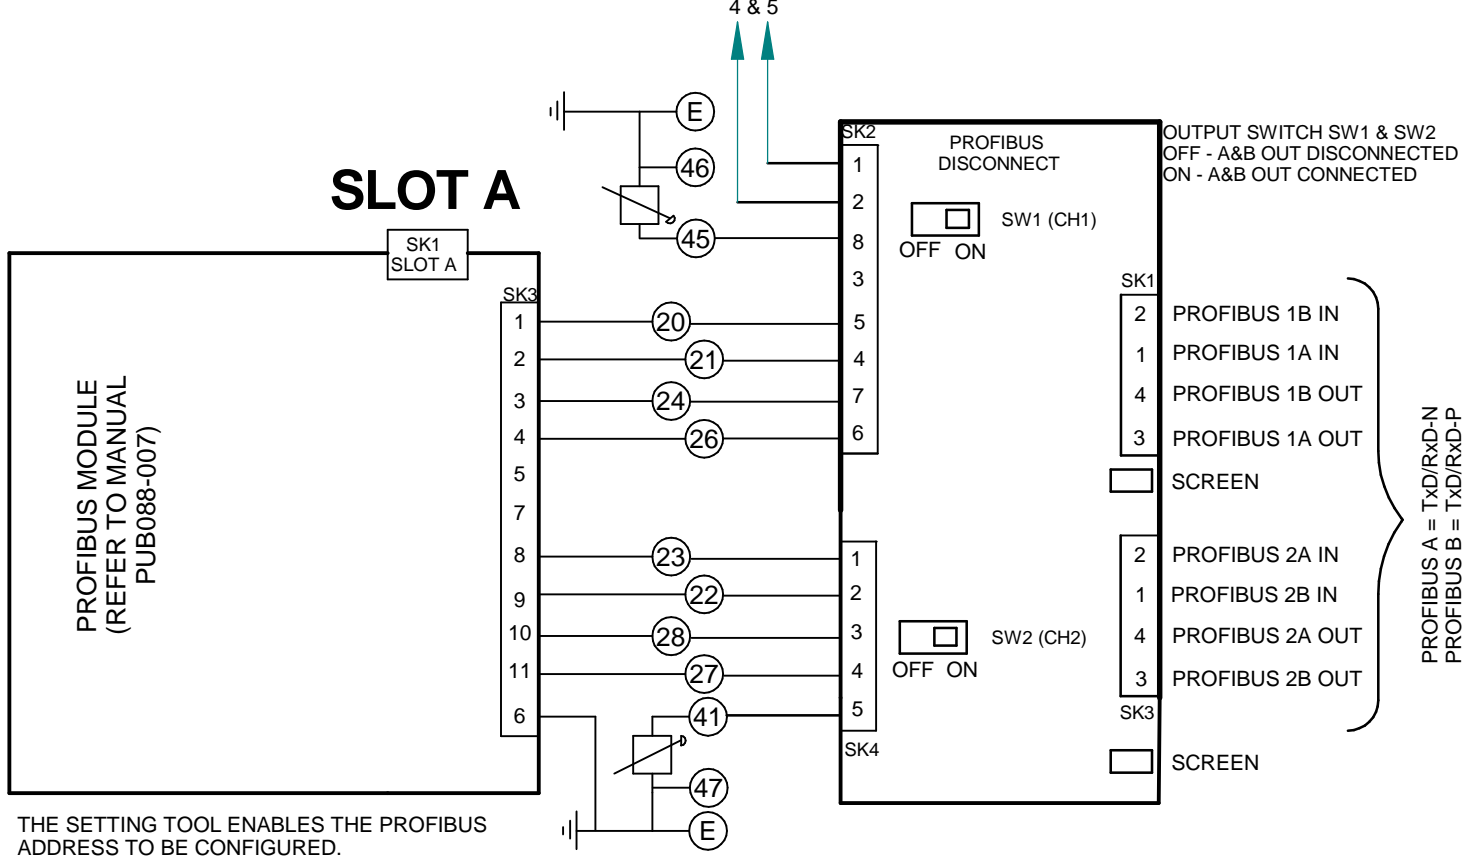 4 & 5
E
SK2
PROFIBUS
DISCONNECT
OUTPUT SWITCH SW1 & SW2
OFF - A&B OUT DISCONNECTED
ON - A&B OUT CONNECTED
46
1
SLOT A
2
SW1 (CH1)
45
8
OFF ON
SK1
SLOT A
3
SK3
SK1
1
20
5
2
PROFIBUS 1B IN
2
21
4
1
PROFIBUS 1A IN
3
24
7
4
PROFIBUS 1B OUT
4
26
6
3
PROFIBUS 1A OUT
5
SCREEN
7
PROFIBUS MODULE
(REFER TO MANUAL
PUB088-007)
PROFIBUS A = TxD/RxD-N
PROFIBUS B = TxD/RxD-P
8
23
1
2
PROFIBUS 2A IN
9
22
2
1
PROFIBUS 2B IN
10
28
3
SW2 (CH2)
4
PROFIBUS 2A OUT
11
27
4
OFF ON
3
PROFIBUS 2B OUT
6
41
5
SK3
SK4
SCREEN
47
E
THE SETTING TOOL ENABLES THE PROFIBUS
ADDRESS TO BE CONFIGURED.